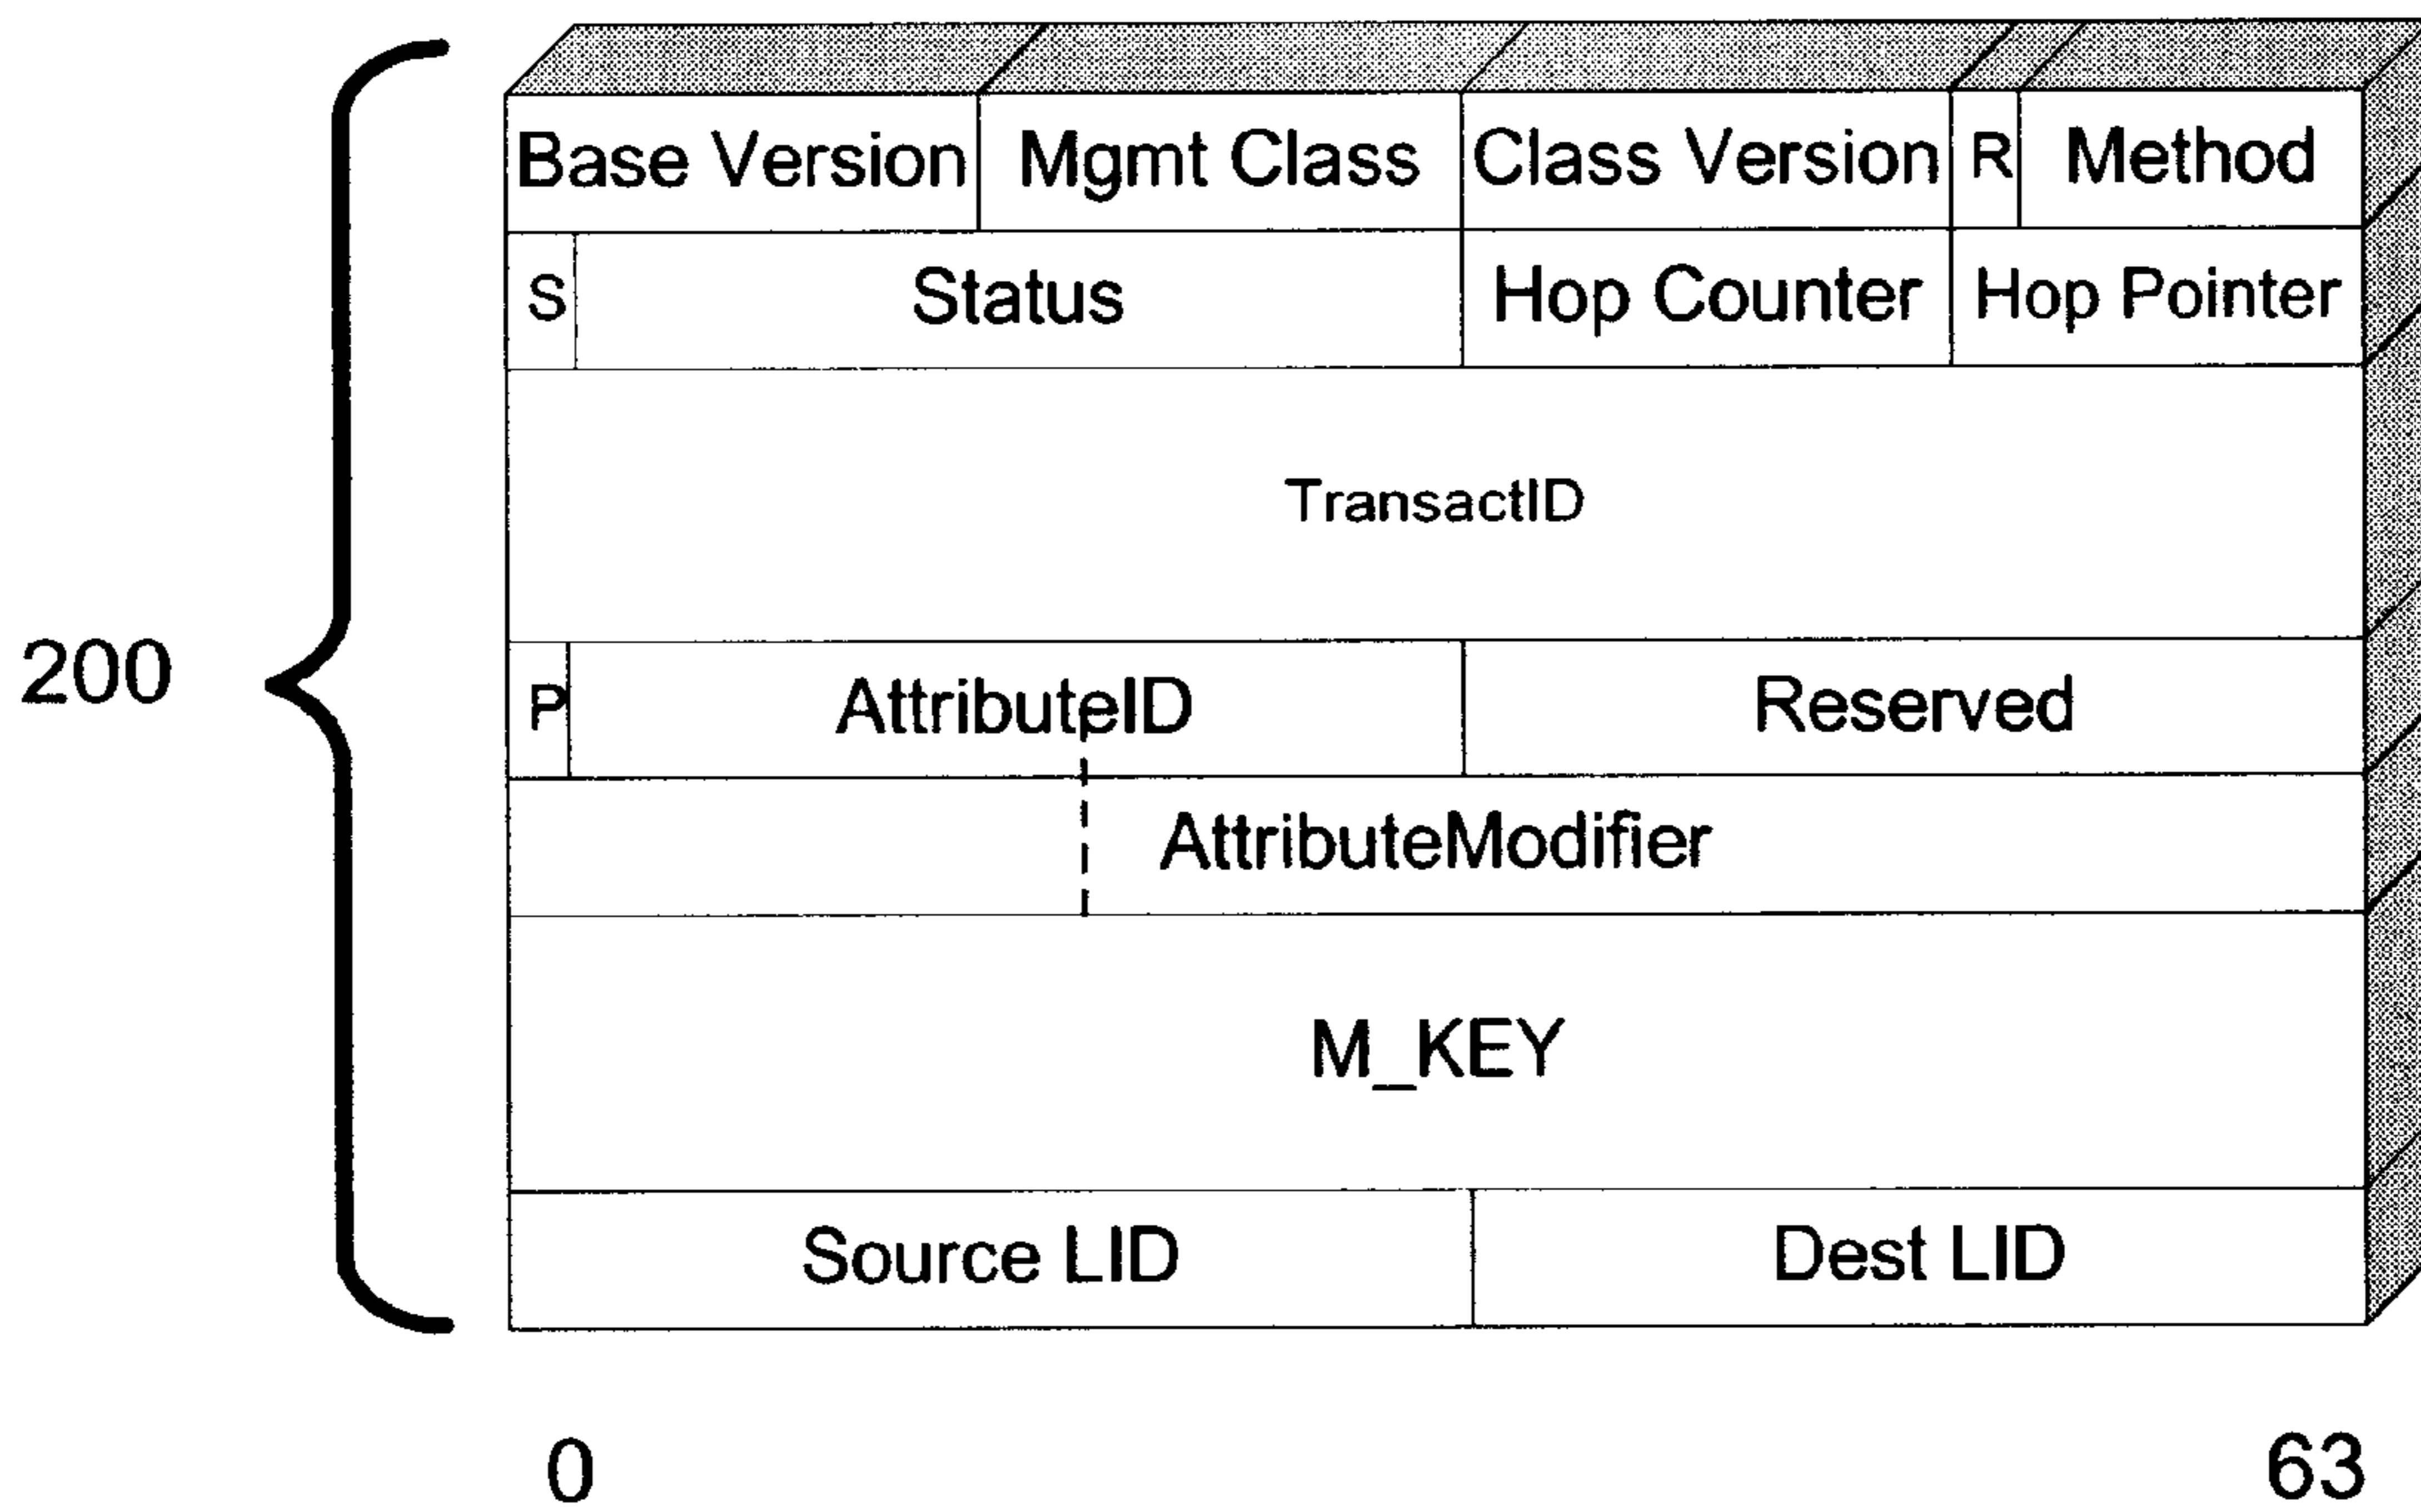 Base Version Mgmt Class Class Version R Method
S Status Hop Counter Hop Pointer
TransactID
200
P AttributeID Reserved
AttributeModifier
M_KEY
Source LID Dest LID
0 63